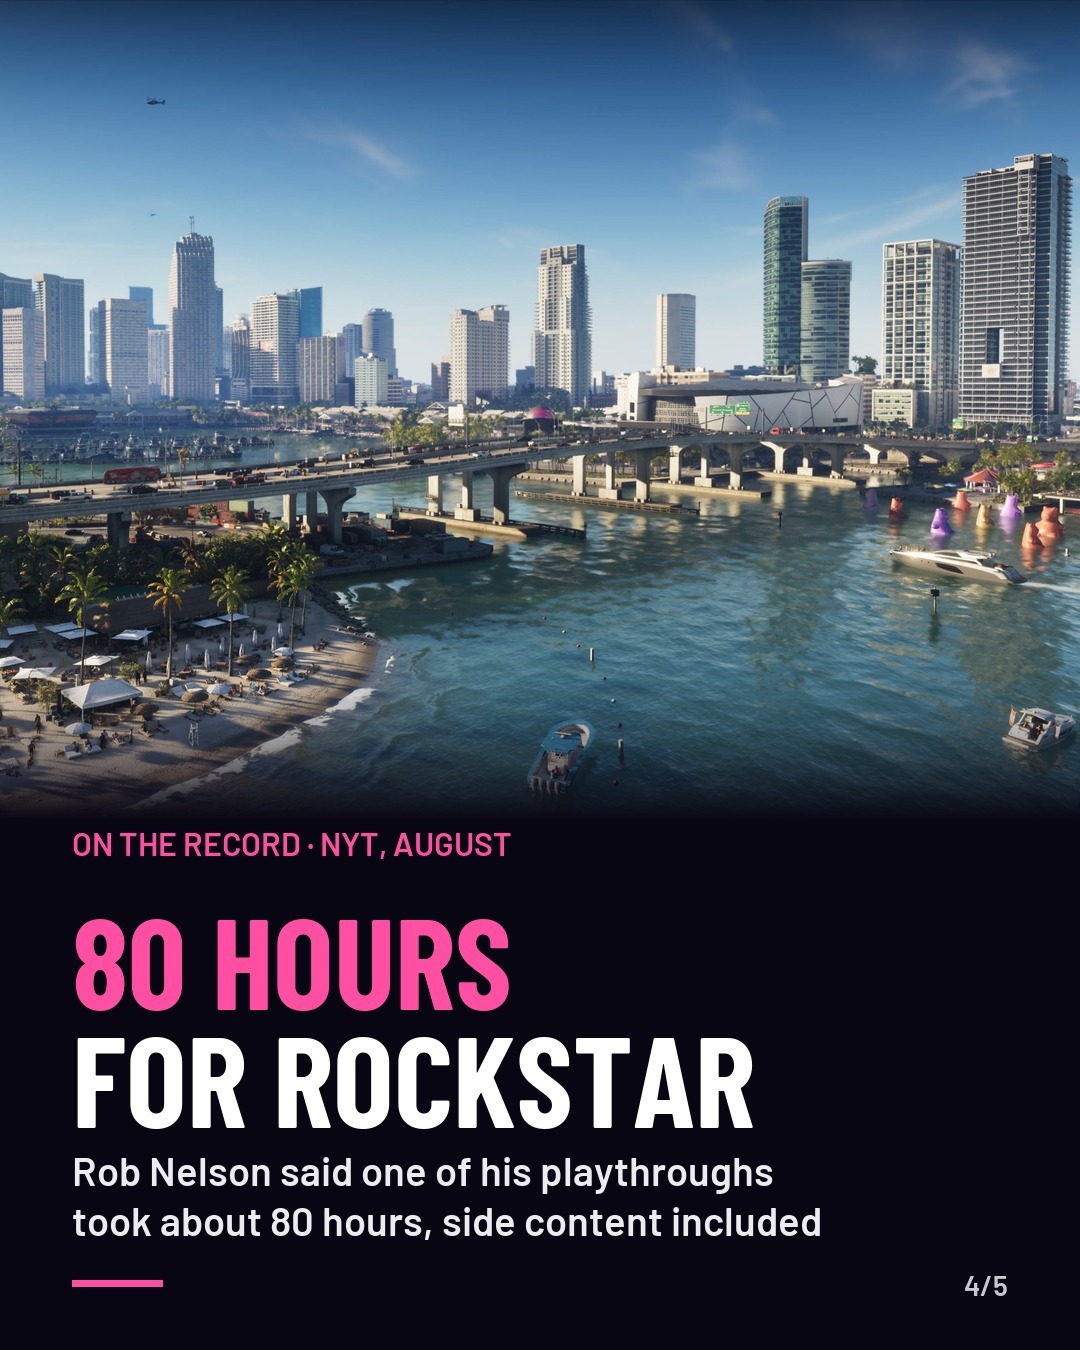 ON THE RECORD · NYT, AUGUST
80 HOURS
FOR ROCKSTAR
Rob Nelson said one of his playthroughs
took about 80 hours, side content included
4/5